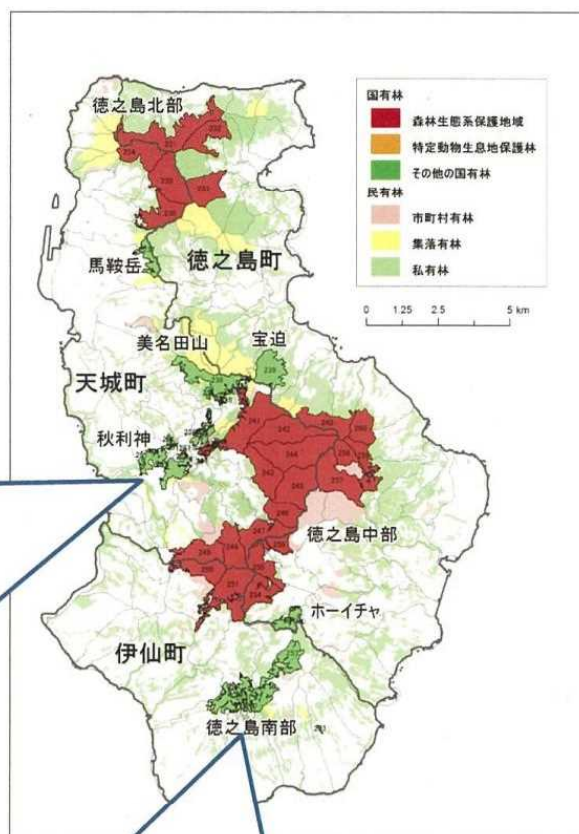 国有林
森林生態系保護地域
特定動物生息地保護林
その他の国有林
民有林
市町村有林
集落有林
私有林
0 1.25 2.5 5 km
徳之島北部
馬鞍岳
徳之島町
美名田山
宝迫
天城町
秋利神
徳之島中部
ホーイチャ
伊仙町
徳之島南部